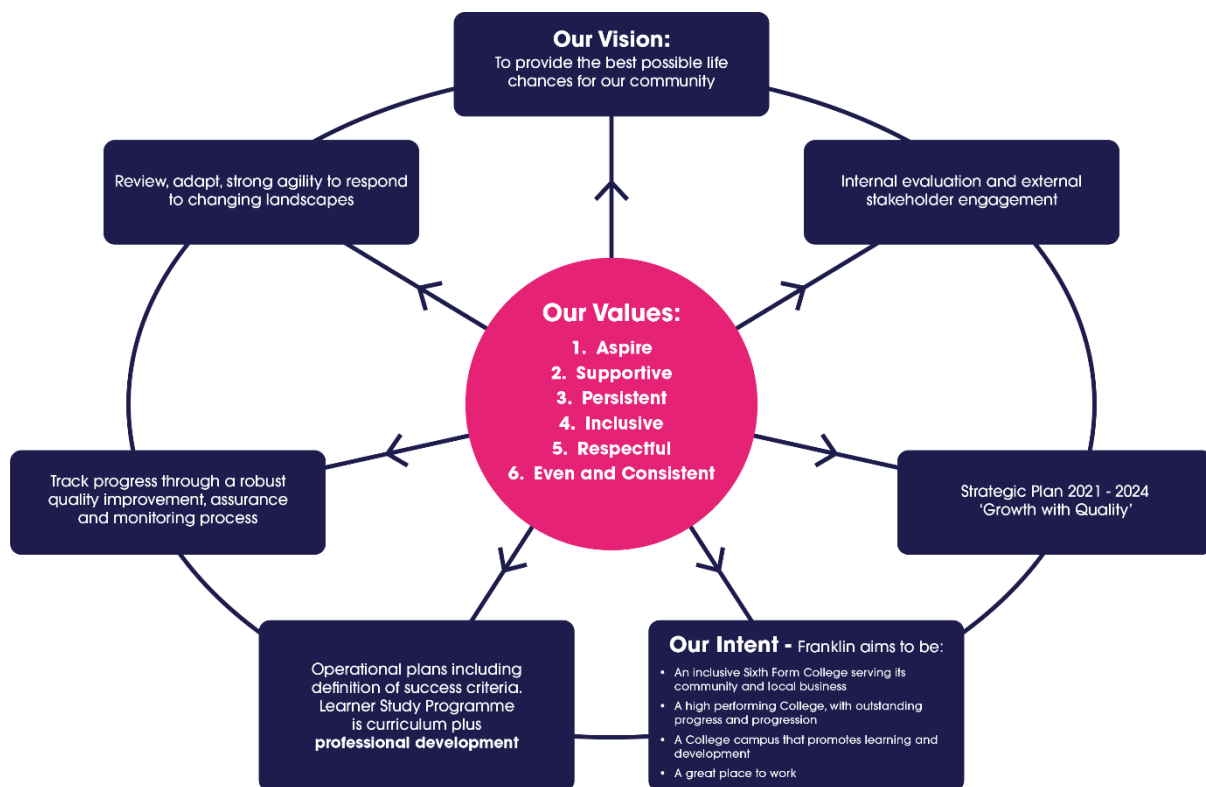 Our Vision:
To provide the best possible life
chances for our community
Review, adapt, strong agility to respond
to changing landscapes
Internal evaluation and external
stakeholder engagement
Our Values:
1. Aspire
2. Supportive
3. Persistent
4. Inclusive
5. Respectful
6. Even and Consistent
Track progress through a robust
quality improvement, assurance
and monitoring process
Strategic Plan 2021 - 2024
‘Growth with Quality’
Operational plans including
definition of success criteria.
Learner Study Programme
is curriculum plus
professional development
Our Intent - Franklin aims to be:
• An inclusive Sixth Form College serving its
community and local business
• A high performing College, with outstanding
progress and progression
• A College campus that promotes learning and
development
• A great place to work